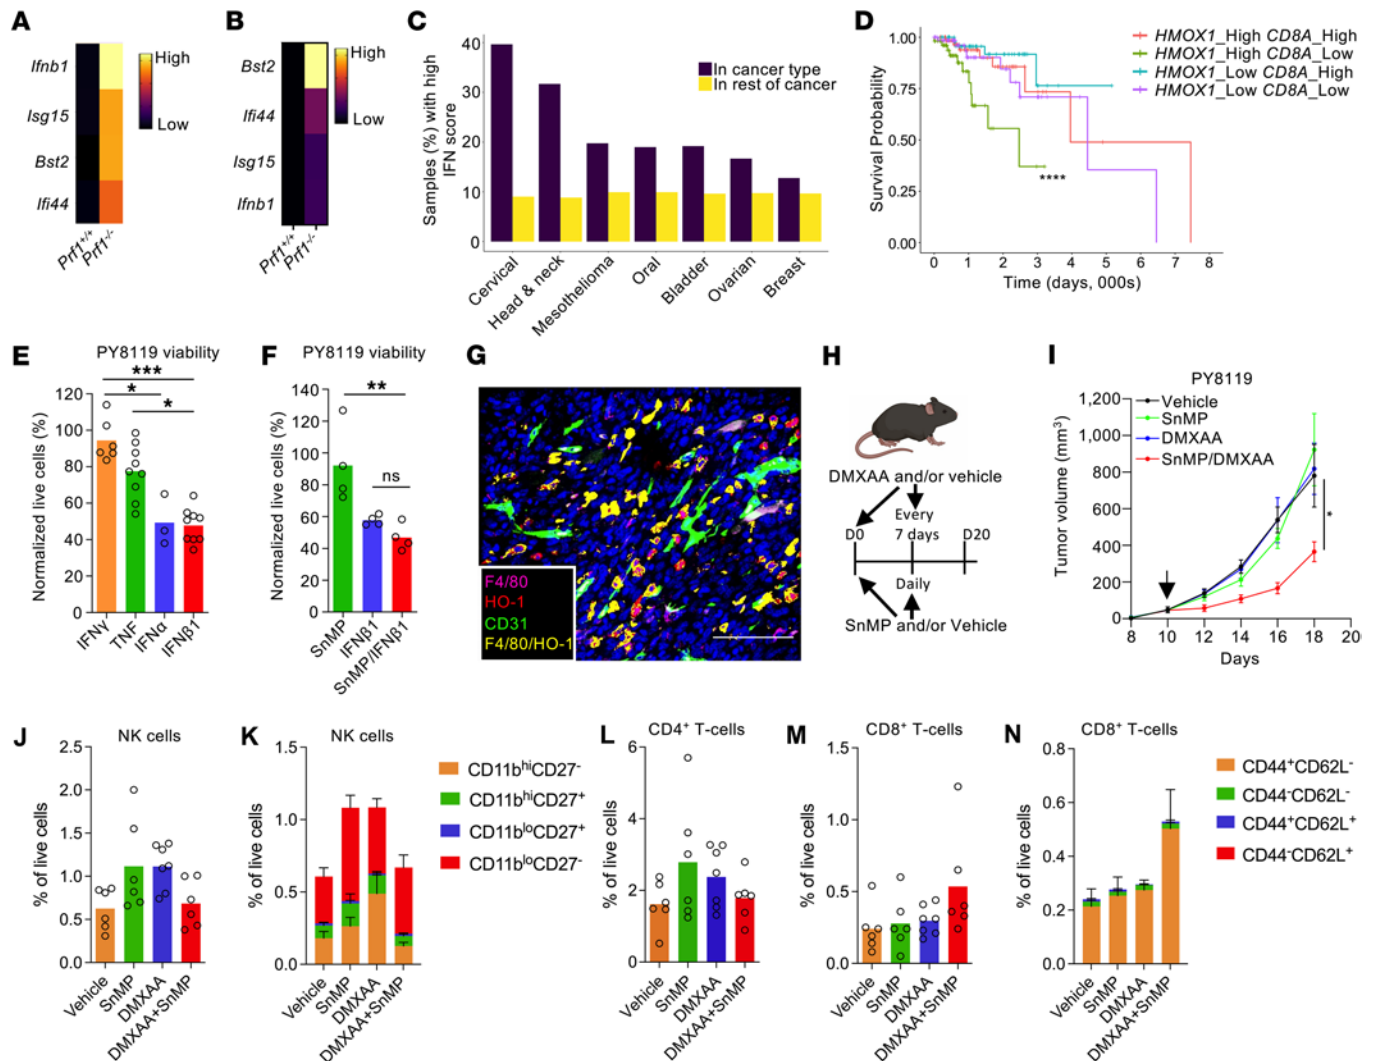 A
Ifnb1
Isg15
Bst2
Ifi44
Prf1+/+
Prf1-/-
High
Low
B
Bst2
Ifi44
Isg15
Ifnb1
Prf1+/+
Prf1-/-
High
Low
C
Samples (%) with high
IFN score
40
30
20
10
0
In cancer type
In rest of cancer
Cervical
Head & neck
Mesothelioma
Oral
Bladder
Ovarian
Breast
D
Survival Probability
1.00
0.75
0.50
0.25
0.00
0 1 2 3 4 5 6 7 8
Time (days, 000s)
HMOX1_High CD8A_High
HMOX1_High CD8A_Low
HMOX1_Low CD8A_High
HMOX1_Low CD8A_Low
****
E
PY8119 viability
Normalized live cells (%)
120
100
80
60
40
20
0
***
*
*
IFNγ
TNF
IFNα
IFNβ1
F
PY8119 viability
Normalized live cells (%)
140
120
100
80
60
40
20
0
**
ns
SnMP
IFNβ1
SnMP/IFNβ1
G
F4/80
HO-1
CD31
F4/80/HO-1
H
DMXAA and/or vehicle
Every
D0 7 days D20
Daily
SnMP and/or Vehicle
I
PY8119
Tumor volume (mm3)
1,200
1,000
800
600
400
200
0
8 10 12 14 16 18 20
Days
Vehicle
SnMP
DMXAA
SnMP/DMXAA
*
J
NK cells
% of live cells
2.5
2.0
1.5
1.0
0.5
0.0
Vehicle
SnMP
DMXAA
DMXAA+SnMP
K
NK cells
% of live cells
1.5
1.0
0.5
0.0
Vehicle
SnMP
DMXAA
DMXAA+SnMP
CD11bhiCD27-
CD11bhiCD27+
CD11bloCD27+
CD11bloCD27-
L
CD4+ T-cells
% of live cells
6
4
2
0
Vehicle
SnMP
DMXAA
DMXAA+SnMP
M
CD8+ T-cells
% of live cells
1.5
1.0
0.5
0.0
Vehicle
SnMP
DMXAA
DMXAA+SnMP
N
CD8+ T-cells
% of live cells
0.8
0.6
0.4
0.2
0.0
Vehicle
SnMP
DMXAA
DMXAA+SnMP
CD44+CD62L-
CD44-CD62L-
CD44+CD62L+
CD44-CD62L+